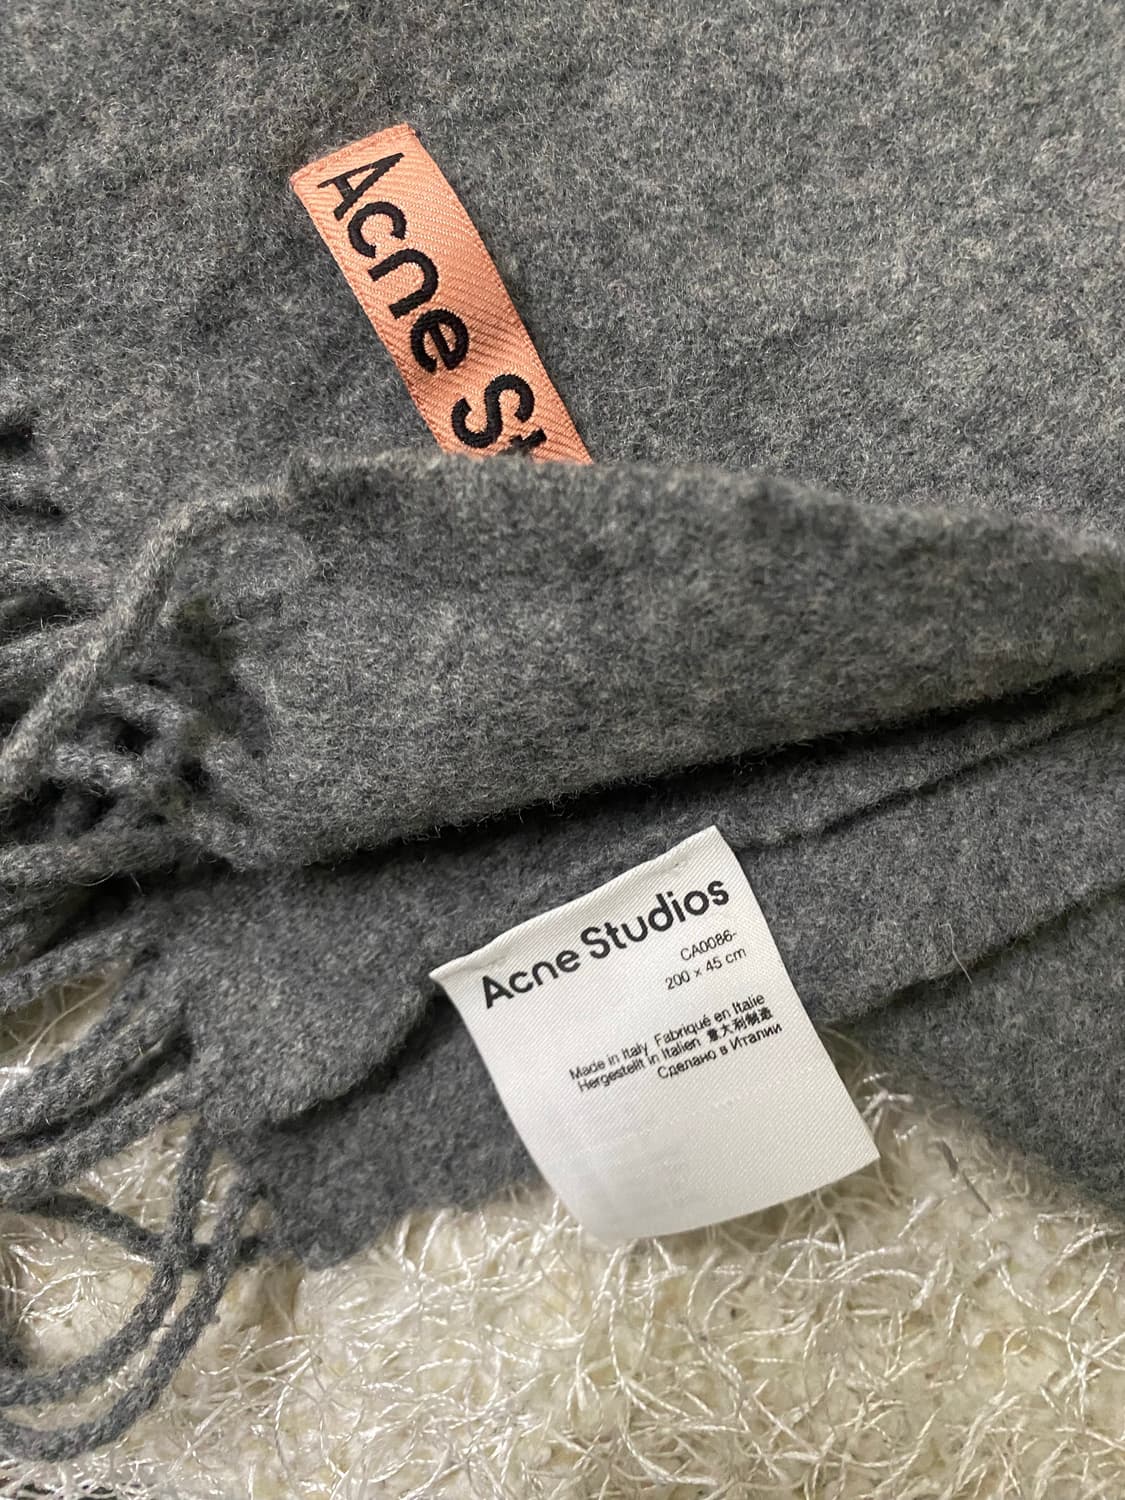 Acne St
Acne Studios
CA0086-
200 x 45 cm
Made in Italy Fabriqué en Italie
Hergestellt in Italien 意大利制造
Сделано в Италии